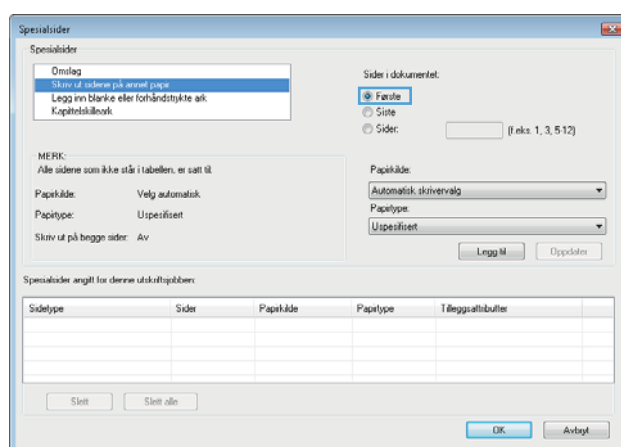 Spesialsider
Spesialsider
Omslag
Skriv ut sidene på annet papir
Legg inn blanke eller forhåndstrykte ark
Kapittelskilleark
Sider i dokumentet:
Første
Siste
Sider:
(f.eks. 1, 3, 5-12)
MERK:
Alle sidene som ikke står i tabellen, er satt til:
Papirkilde: Velg automatisk
Papirtype: Uspesifisert
Skriv ut på begge sider: Av
Papirkilde:
Automatisk skrivervalg
Papirtype:
Uspesifisert
Legg til Oppdater
Spesialsider angitt for denne utskriftsjobben:
Sidetype Sider Papirkilde Papirtype Tilleggsattributter
Slett Slett alle
OK Avbryt